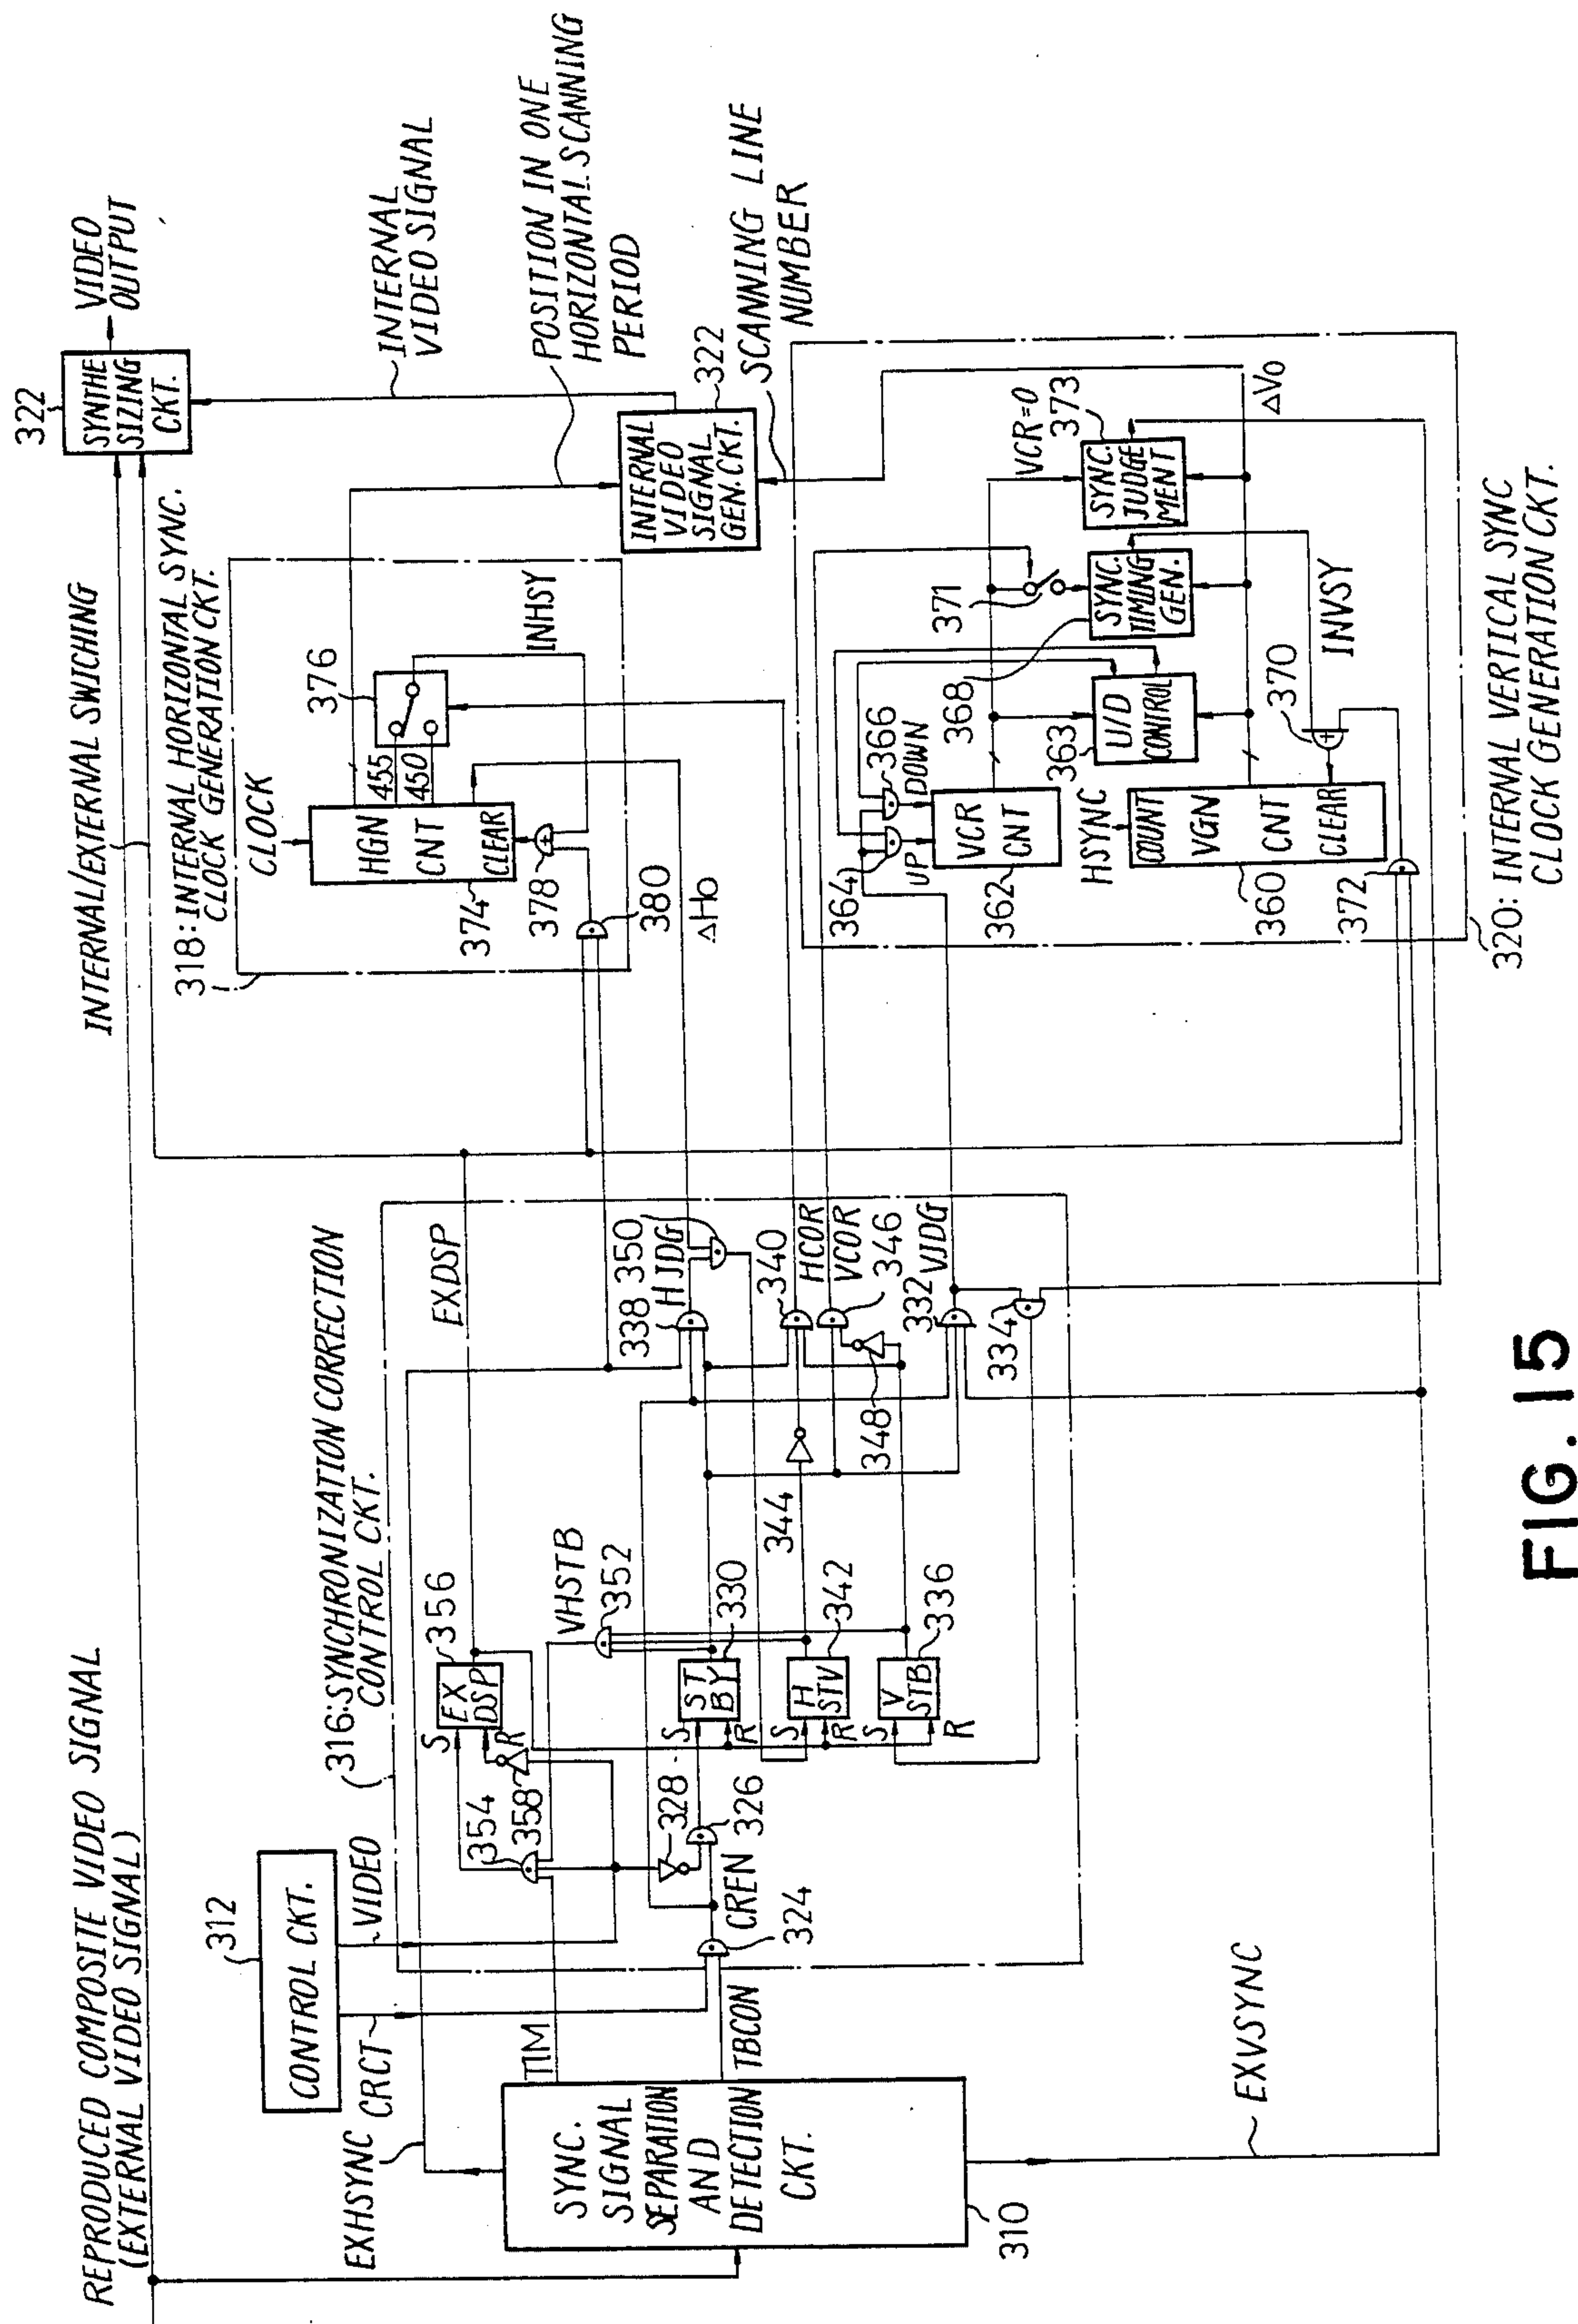 REPRODUCED COMPOSITE VIDEO SIGNAL
(EXTERNAL VIDEO SIGNAL)
INTERNAL/EXTERNAL SWICHING
322
SYNTHE
SIZING
CKT.
VIDEO
OUTPUT
312
CONTROL CKT.
VIDEO
CRCT
EXHSYNC
316:SYNCHRONIZATION CORRECTION
CONTROL CKT.
318: INTERNAL HORIZONTAL SYNC.
CLOCK GENERATION CKT.
CLOCK
HGN
CNT
CLEAR
455
450
376
INHSY
374
378
380
ΔHo
INTERNAL
VIDEO SIGNAL
POSITION IN ONE
HORIZONTAL SCANNING
PERIOD
322
INTERNAL
VIDEO
SIGNAL
GEN. CKT.
SCANNING LINE
NUMBER
SYNC.
SIGNAL
SEPARATION
AND
DETECTION
CKT.
310
TIM
TBCON
EXVSYNC
324
CREN
326
328
354
358
S
R
EX
DSP
356
EXDSP
VHSTB
352
S
R
ST
BY
330
S
R
H
STV
342
S
R
V
STB
336
344
348
338
HJDG
350
340
HCOR
VCOR
346
332
VJDG
334
364
UP
366
DOWN
VCR
CNT
362
363
U/D
CONTROL
368
371
SYNC.
TIMING
GEN.
VCR=0
373
SYNC.
JUDGE
MENT
ΔVo
HSYNC
COUNT
VGN
CNT
CLEAR
360
370
INVSY
372
320: INTERNAL VERTICAL SYNC
CLOCK GENERATION CKT.
FIG. 15